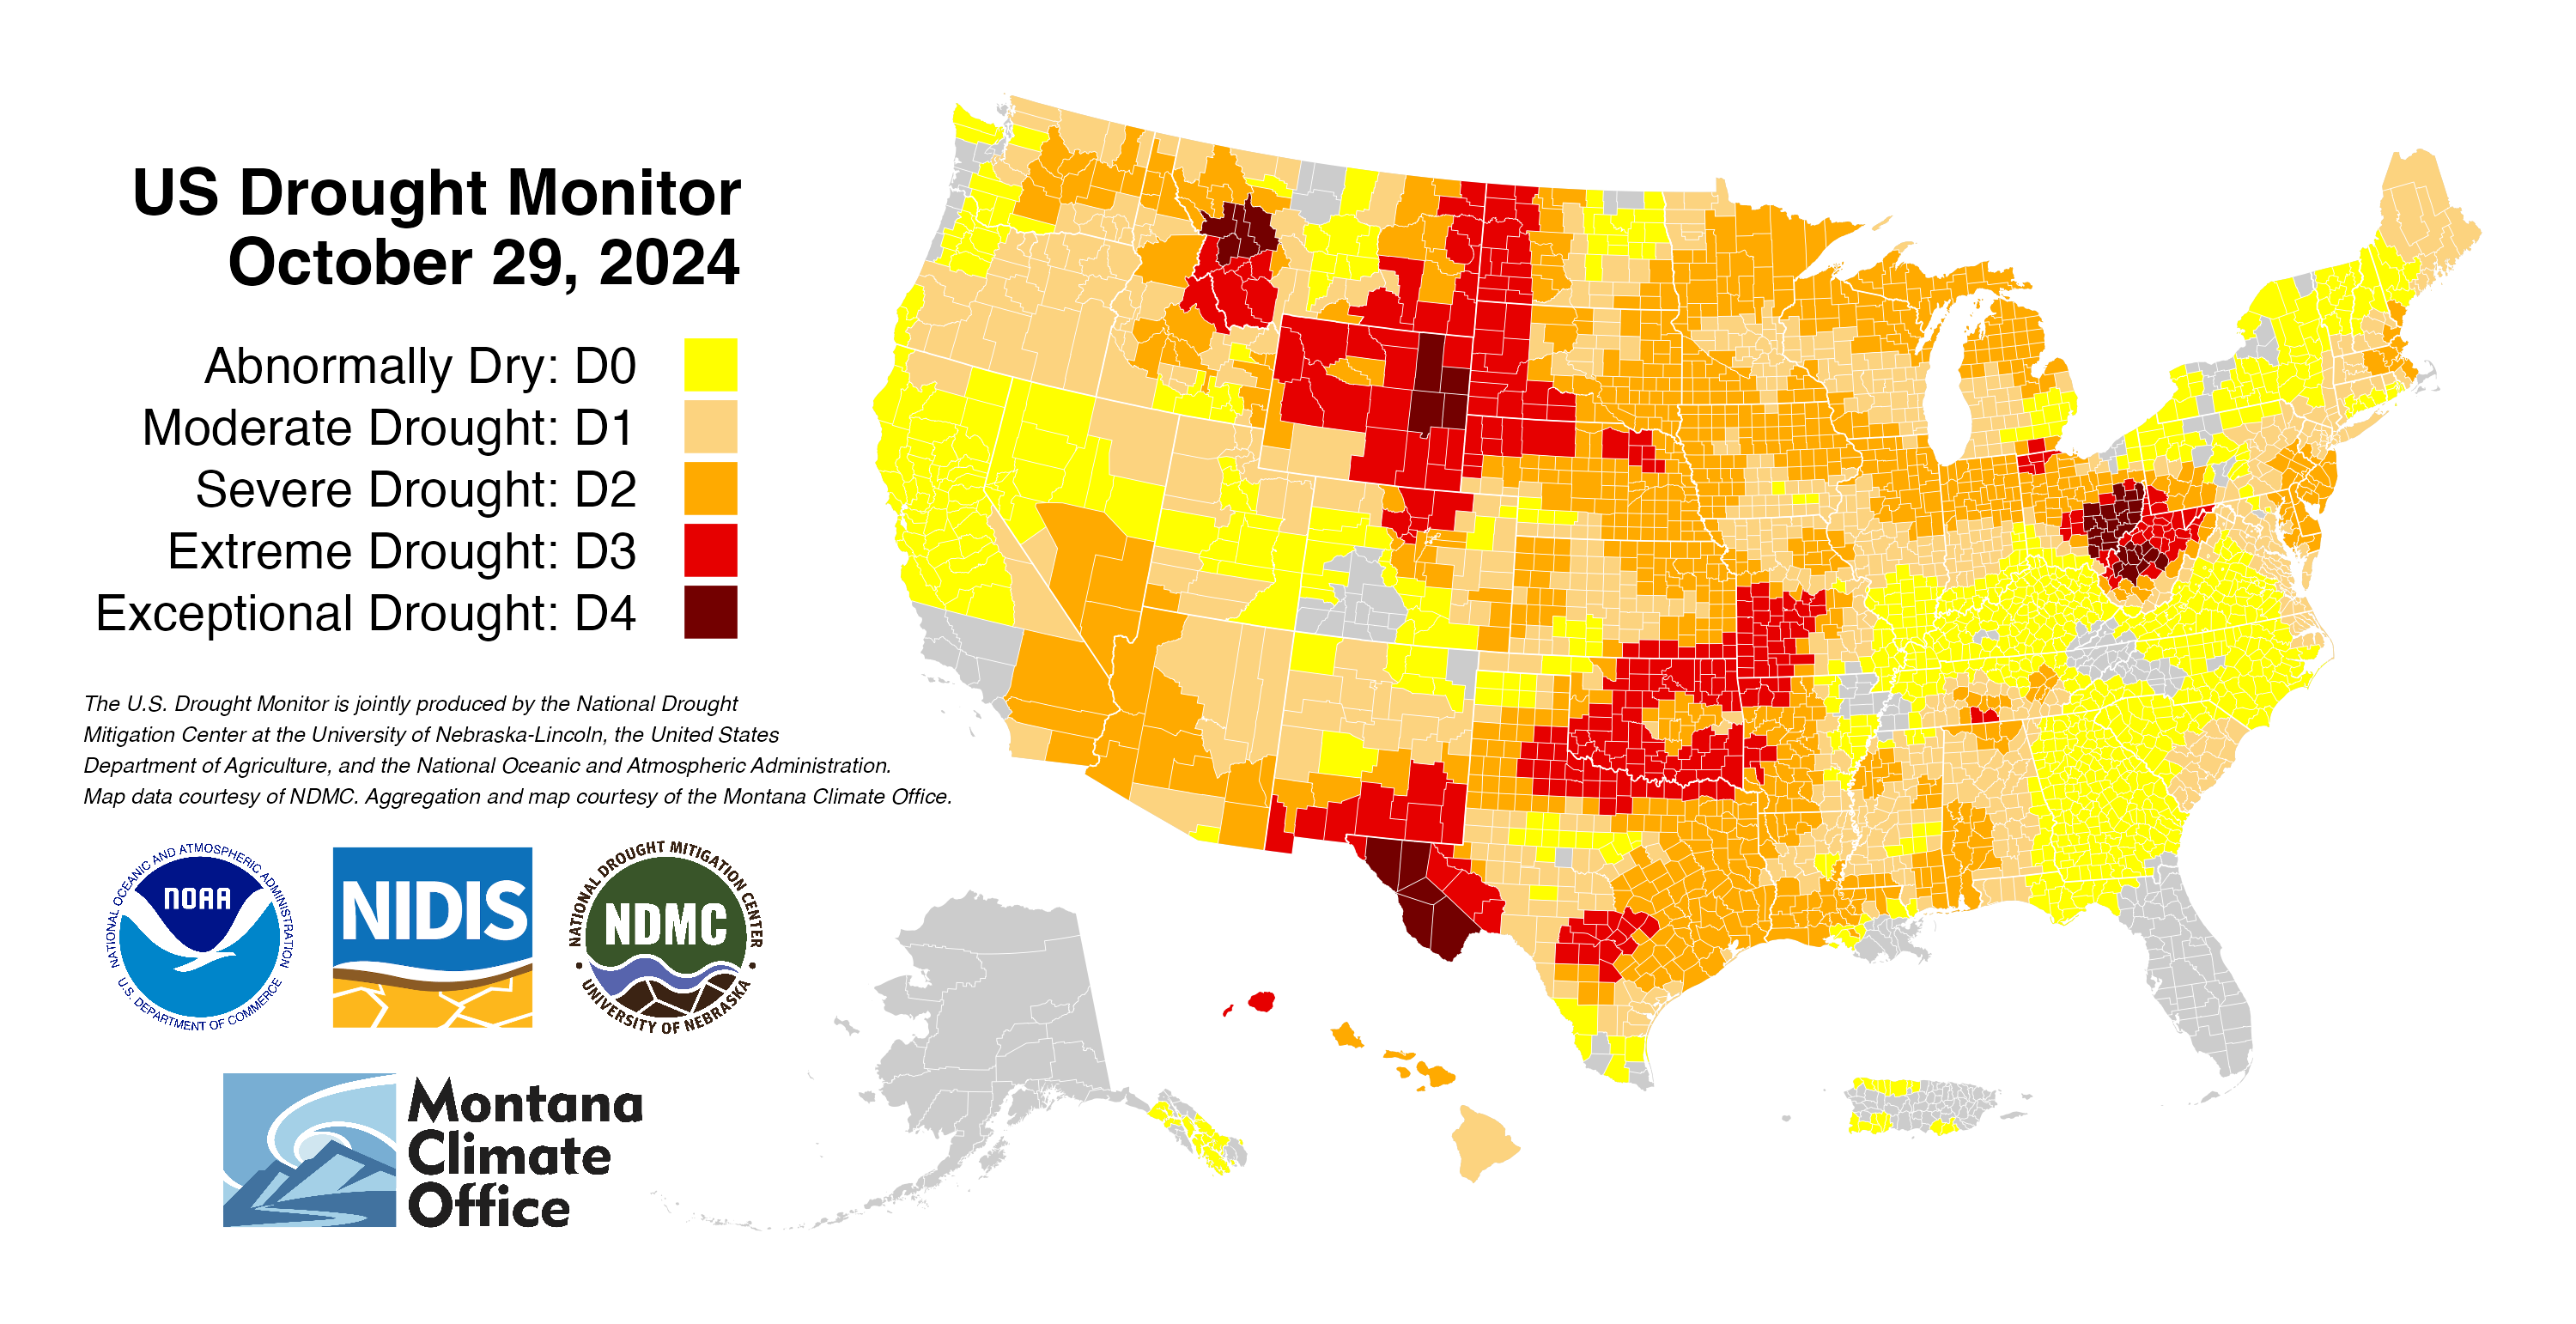 US Drought Monitor
October 29, 2024
Abnormally Dry: D0
Moderate Drought: D1
Severe Drought: D2
Extreme Drought: D3
Exceptional Drought: D4
The U.S. Drought Monitor is jointly produced by the National Drought
Mitigation Center at the University of Nebraska-Lincoln, the United States
Department of Agriculture, and the National Oceanic and Atmospheric Administration.
Map data courtesy of NDMC. Aggregation and map courtesy of the Montana Climate Office.
NATIONAL OCEANIC AND ATMOSPHERIC ADMINISTRATION
NOAA
U.S. DEPARTMENT OF COMMERCE
NIDIS
NATIONAL DROUGHT MITIGATION CENTER
NDMC
UNIVERSITY OF NEBRASKA
Montana
Climate
Office